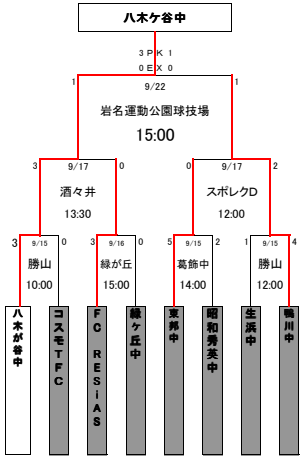 八木ケ谷中
3 P K 1
0 E X 0
1 9/22 1
岩名運動公園球技場
15:00
3 9/17 0 0 9/17 2
酒々井 スポレクD
13:30 12:00
3 9/15 0 3 9/16 0 5 9/15 2 1 9/15 4
勝山 緑が丘 葛飾中 勝山
10:00 15:00 14:00 12:00
八木が谷中
コスモTFC
FC RESiAS
緑ヶ丘中
東邦中
昭和秀英中
生浜中
鴨川中